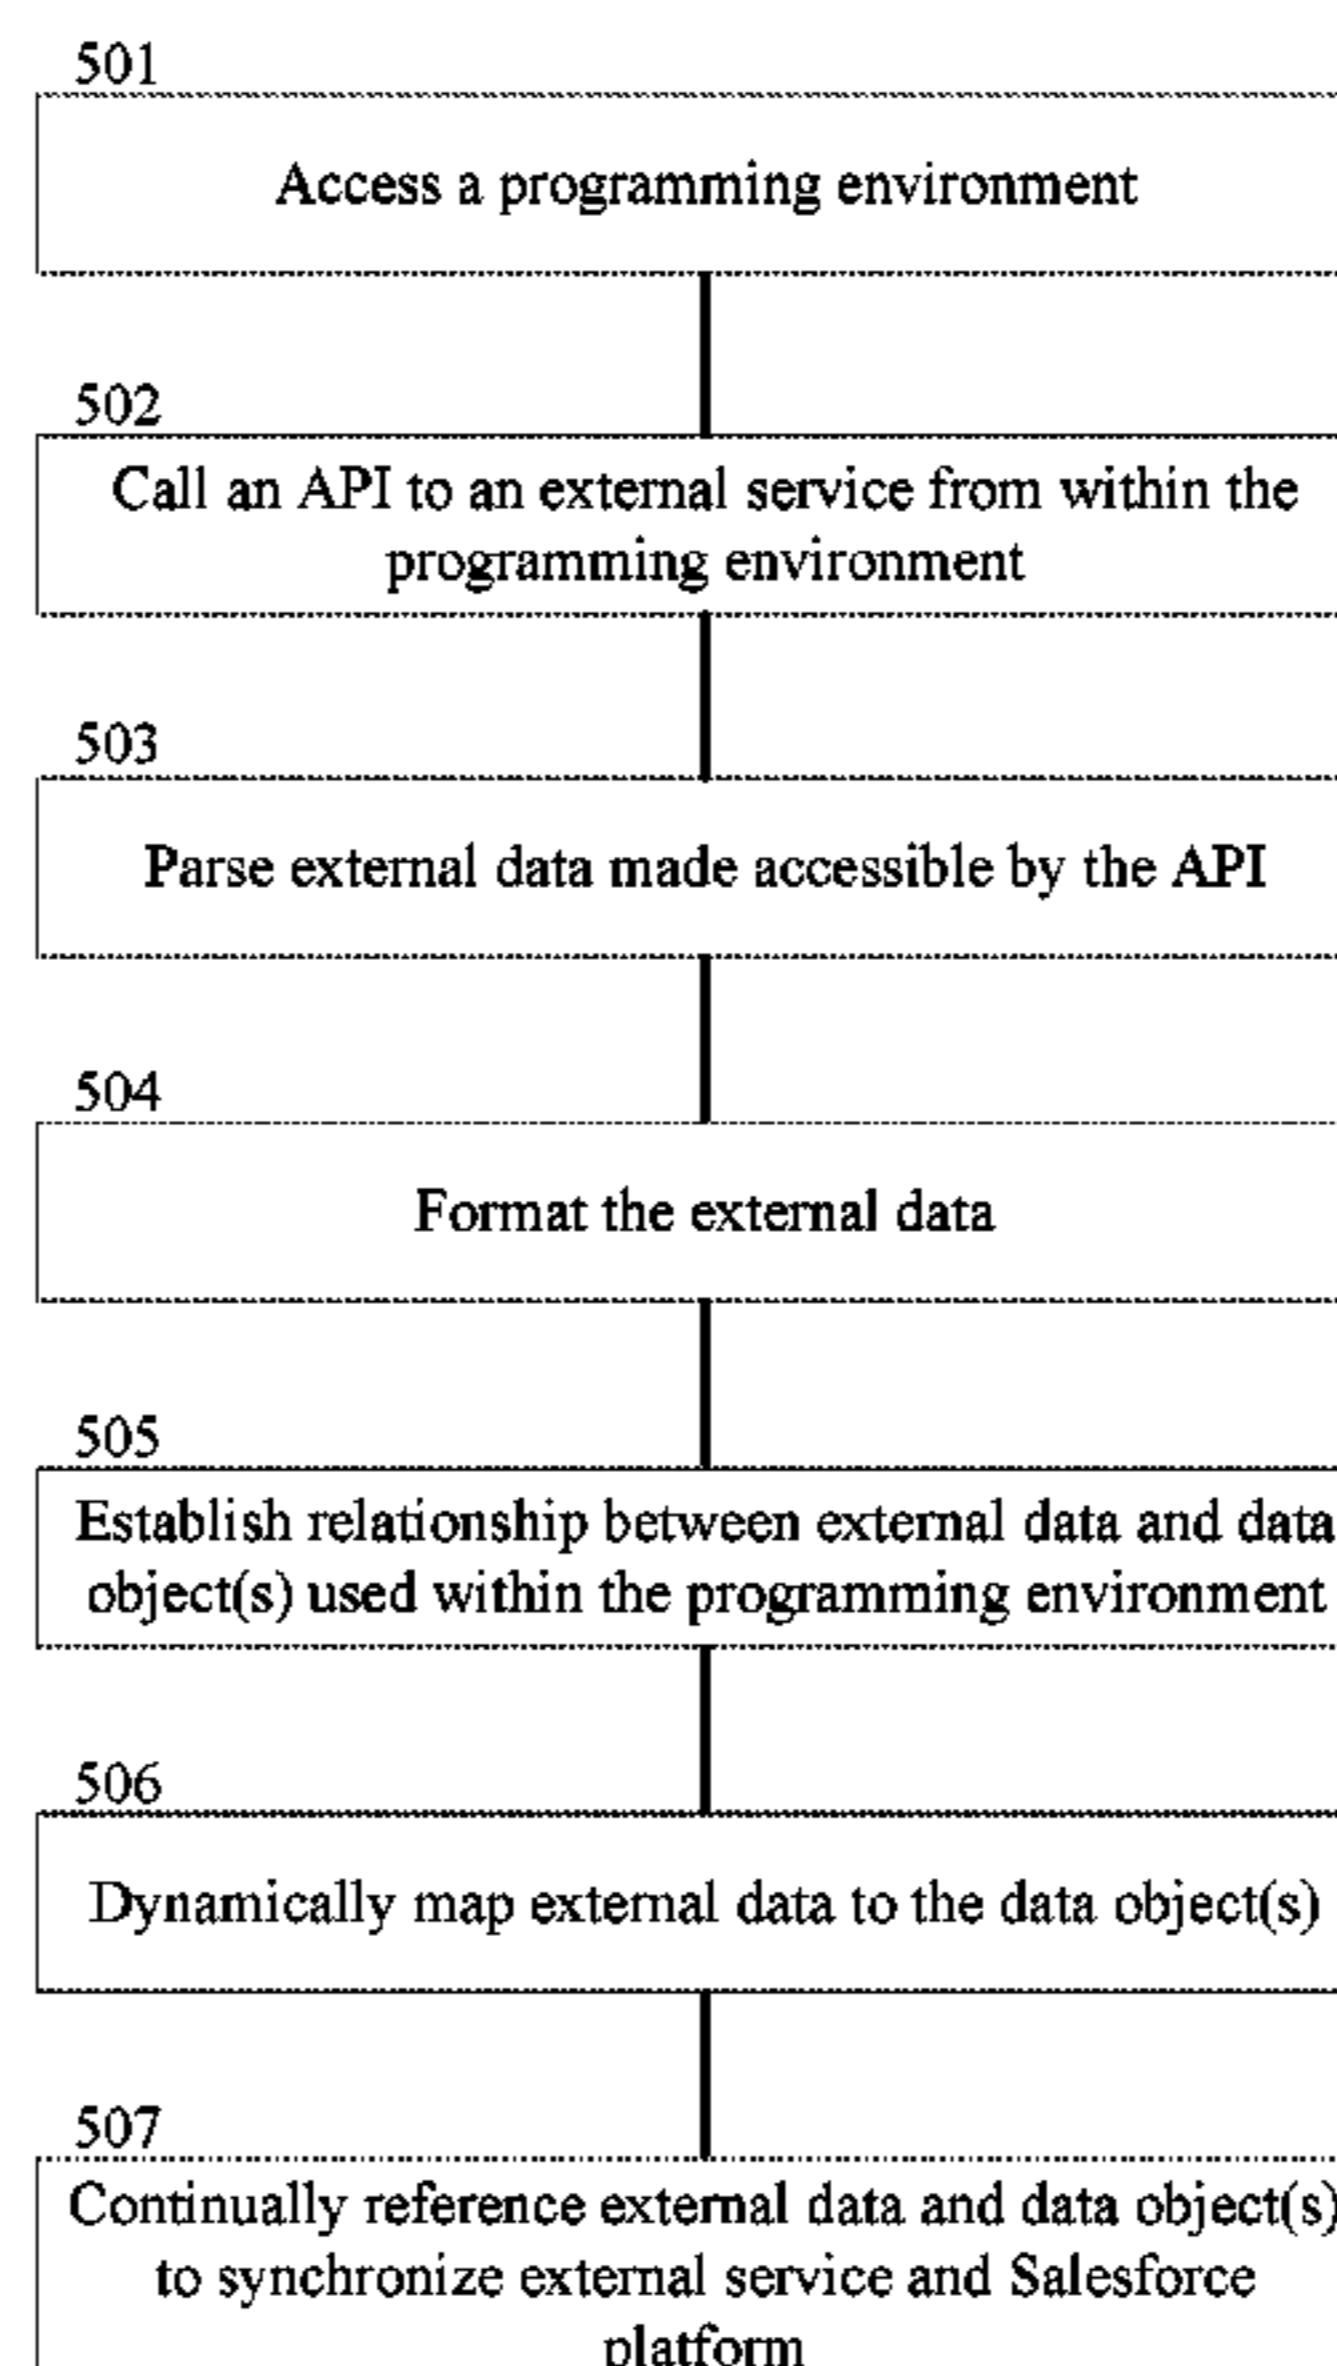 501
Access a programming environment
502
Call an API to an external service from within the
programming environment
503
Parse external data made accessible by the API
504
Format the external data
505
Establish relationship between external data and data
object(s) used within the programming environment
506
Dynamically map external data to the data object(s)
507
Continually reference external data and data object(s)
to synchronize external service and Salesforce
platform